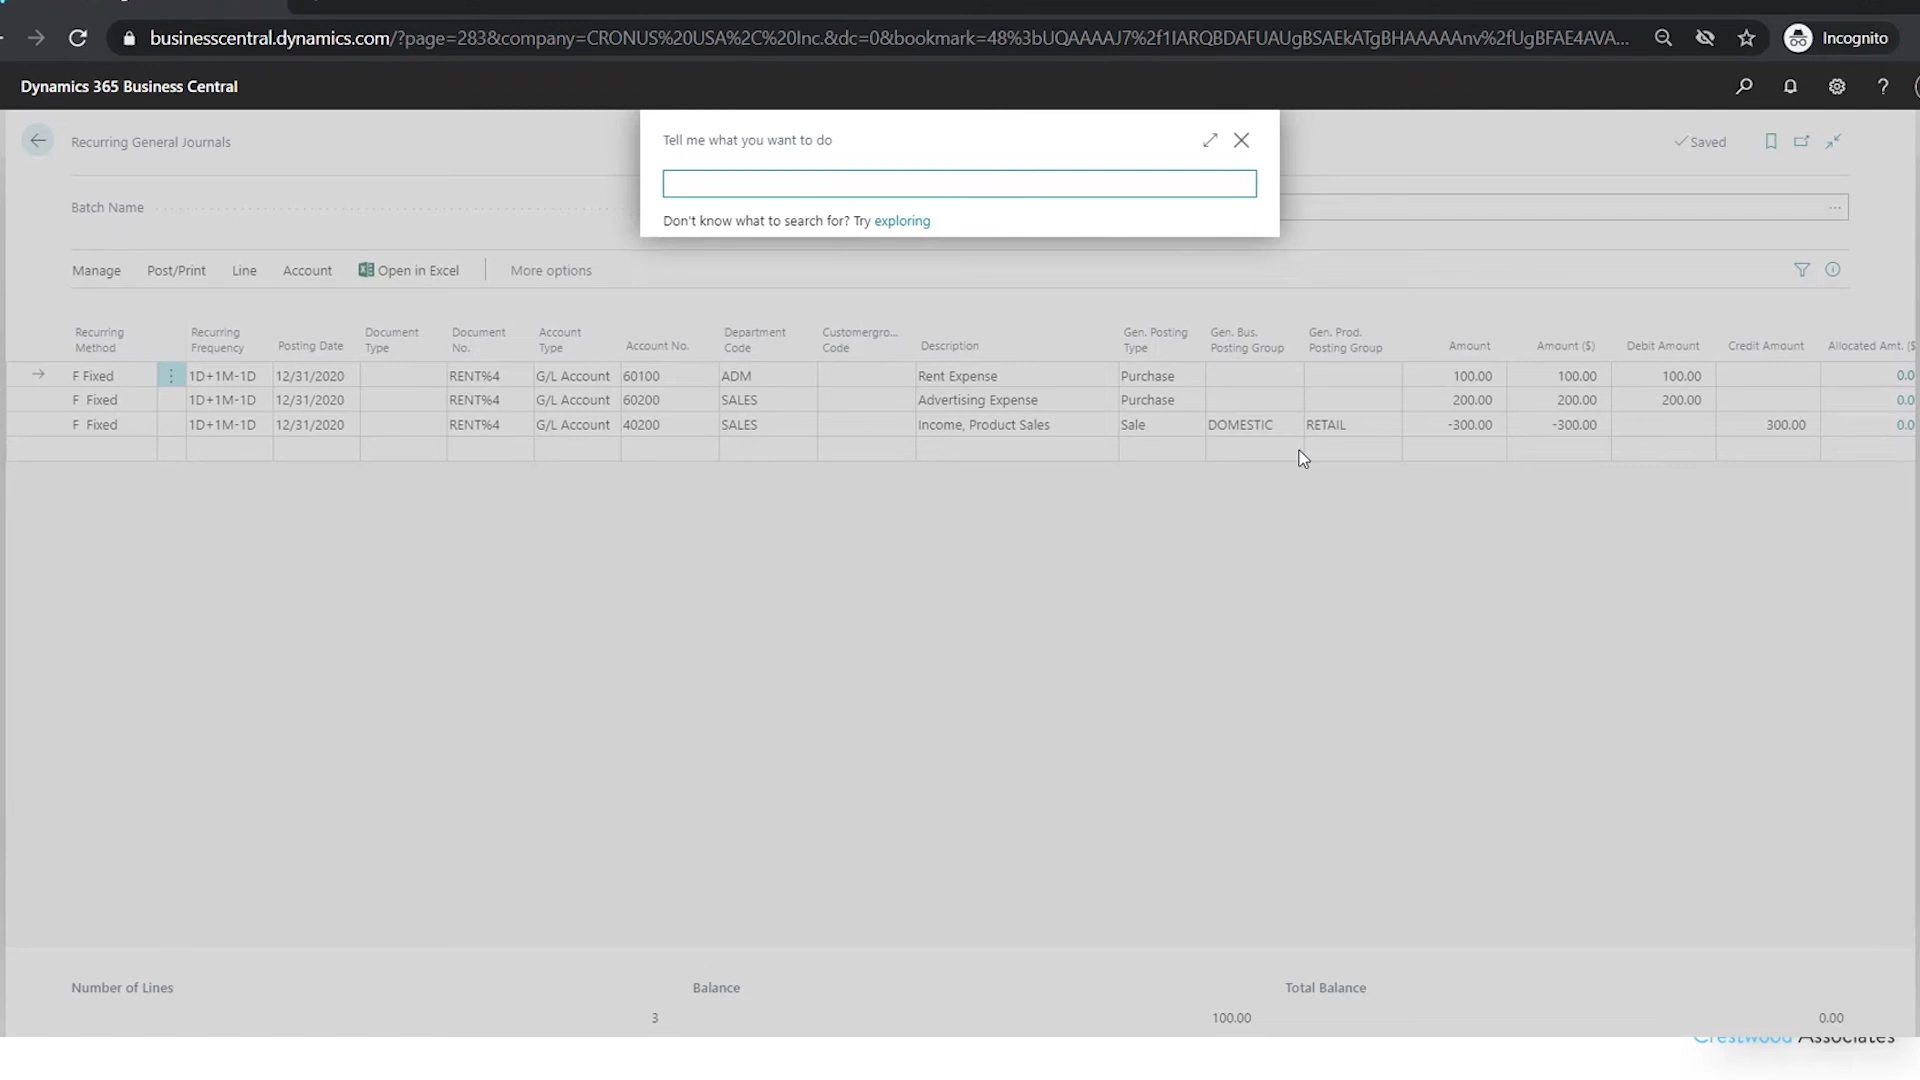 businesscentral.dynamics.com/?page=283&company=CRONUS%20USA%2C%20Inc.&dc=0&bookmark=48%3bUQAAAAJ7%2f1IARQBDAFUAUgBSAEkATgBHAAAAAnv%2fUgBFAE4AVA... Incognito
Dynamics 365 Business Central ?
Tell me what you want to do
Recurring General Journals Saved
Batch Name ...
Don't know what to search for? Try exploring
Manage Post/Print Line Account Open in Excel More options
Recurring Method Recurring Frequency Posting Date Document Type Document No. Account Type Account No. Department Code Customergro... Code Description Gen. Posting Type Gen. Bus. Posting Group Gen. Prod. Posting Group Amount Amount ($) Debit Amount Credit Amount Allocated Amt. ($
F Fixed 1D+1M-1D 12/31/2020 RENT%4 G/L Account 60100 ADM Rent Expense Purchase 100.00 100.00 100.00 0.0
F Fixed 1D+1M-1D 12/31/2020 RENT%4 G/L Account 60200 SALES Advertising Expense Purchase 200.00 200.00 200.00 0.0
F Fixed 1D+1M-1D 12/31/2020 RENT%4 G/L Account 40200 SALES Income, Product Sales Sale DOMESTIC RETAIL -300.00 -300.00 300.00 0.0
Number of Lines Balance Total Balance
3 100.00 0.00
Crestwood Associates